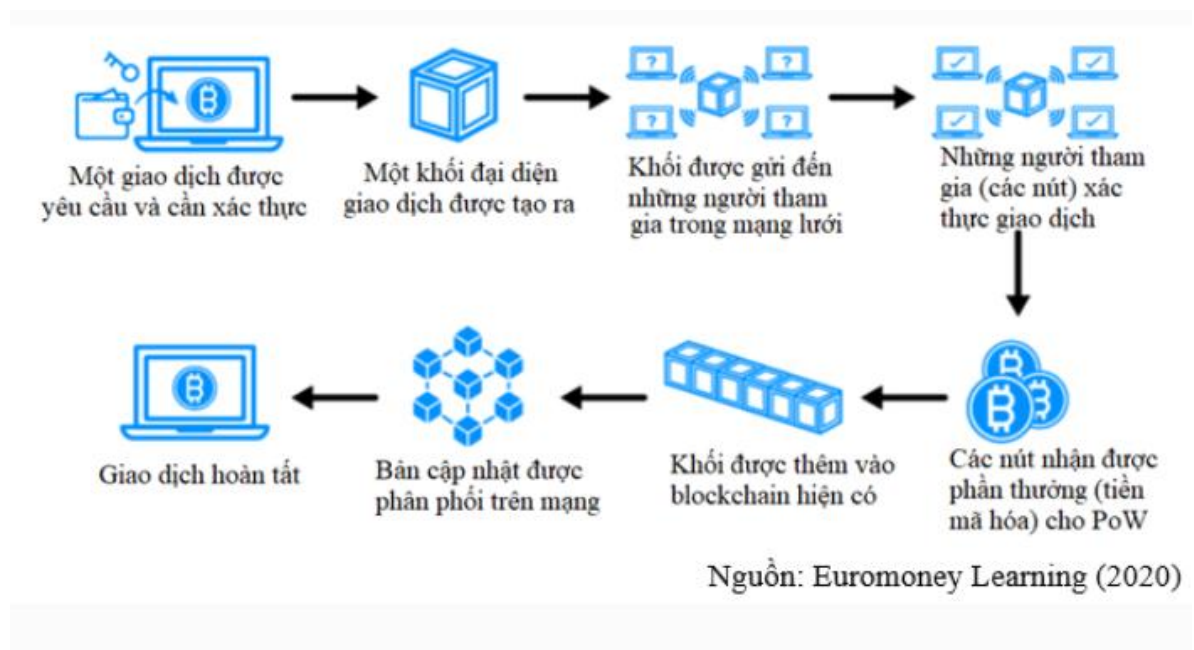 Một giao dịch được
yêu cầu và cần xác thực
Một khối đại diện
giao dịch được tạo ra
Khối được gửi đến
những người tham
gia trong mạng lưới
Những người tham
gia (các nút) xác
thực giao dịch
Các nút nhận được
phần thưởng (tiền
mã hóa) cho PoW
Khối được thêm vào
blockchain hiện có
Bản cập nhật được
phân phối trên mạng
Giao dịch hoàn tất
Nguồn: Euromoney Learning (2020)